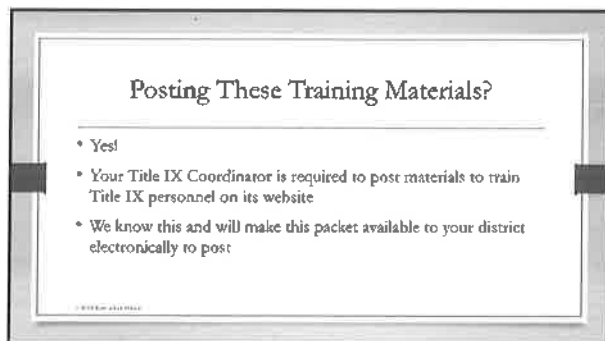 Posting These Training Materials?
• Yes!
• Your Title IX Coordinator is required to post materials to train
Title IX personnel on its website
• We know this and will make this packet available to your district
electronically to post